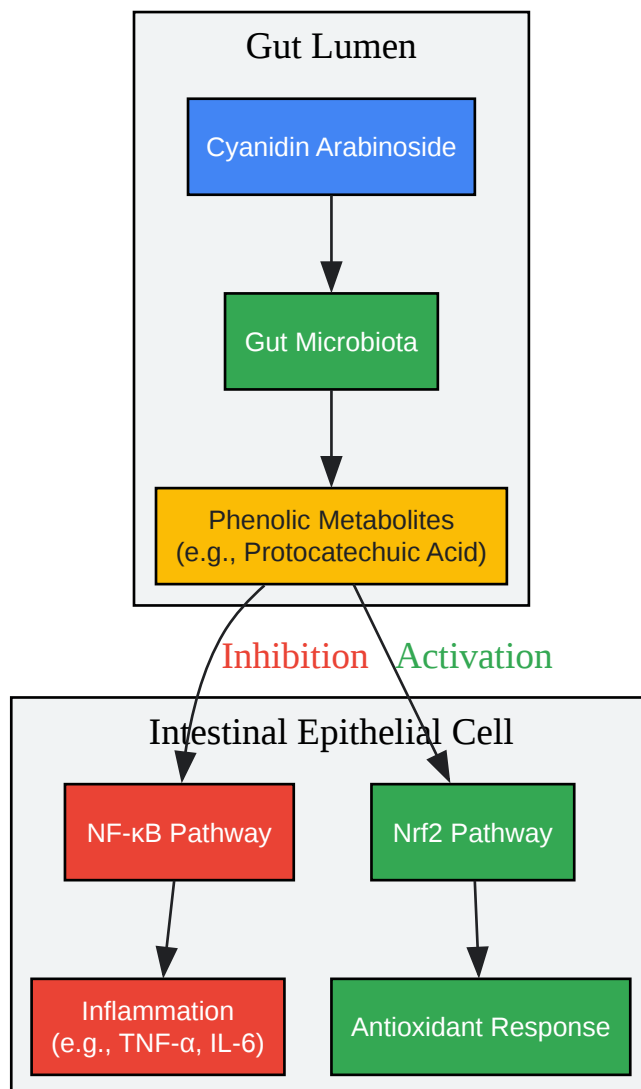 Gut Lumen
Cyanidin Arabinoside
Gut Microbiota
Phenolic Metabolites
(e.g., Protocatechuic Acid)
Inhibition
Activation
Intestinal Epithelial Cell
NF-κB Pathway
Nrf2 Pathway
Inflammation
(e.g., TNF-α, IL-6)
Antioxidant Response